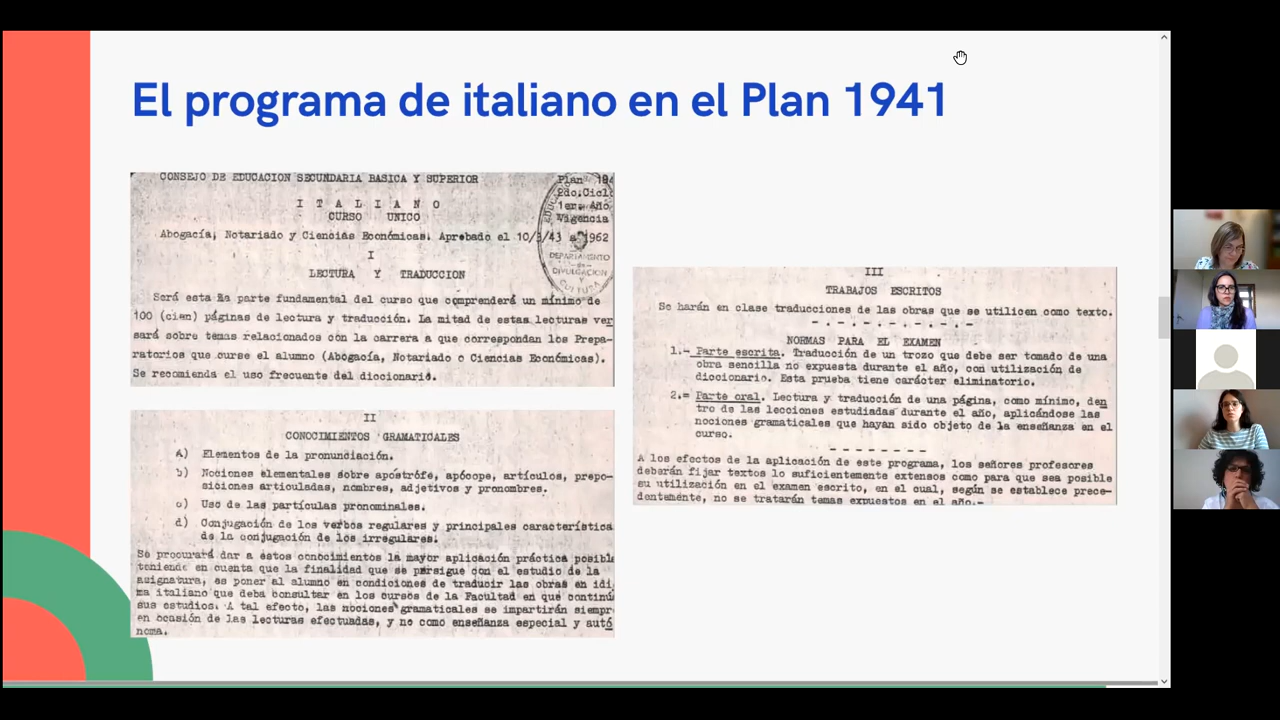 El programa de italiano en el Plan 1941
CONSEJO DE EDUCACION SECUNDARIA BASICA Y SUPERIOR
Plan 194
2do.Cicl
1er. Año
Vigencia
I T A L I A N O
CURSO UNICO
Abogacía, Notariado y Ciencias Económicas. Aprobado el 10/3/43 a 1962
DEPARTAMENTO
DIVULGACION
CULTURA
I
LECTURA Y TRADUCCION
Será esta la parte fundamental del curso que comprenderá un mínimo de
100 (cien) páginas de lectura y traducción. La mitad de estas lecturas ver
sará sobre temas relacionados con la carrera a que correspondan los Prepa-
ratorios que curse el alumno (Abogacía, Notariado o Ciencias Económicas).
Se recomienda el uso frecuente del diccionario.
II
CONOCIMIENTOS GRAMATICALES
A) Elementos de la pronunciación.
b) Nociones elementales sobre apostrófe, apócope, artículos, prepo-
siciones articuladas, nombres, adjetivos y pronombres.
c) Uso de las partículas pronominales.
d) Conjugación de los verbos regulares y principales característica
de la conjugación de los irregulares.
Se procurará dar a estos conocimientos la mayor aplicación práctica posibl
teniendo en cuenta que la finalidad que se persigue con el estudio de la
asignatura, es poner al alumno en condiciones de traducir las obras en idi
ma italiano que deba consultar en los cursos de la Facultad en que continú
sus estudios. A tal efecto, las nociones gramaticales se impartirán siempr
en ocasión de las lecturas efectuadas, y no como enseñanza especial y autó
noma.
III
TRABAJOS ESCRITOS
Se harán en clase traducciones de las obras que se utilicen como texto.
NORMAS PARA EL EXAMEN
1.- Parte escrita. Traducción de un trozo que debe ser tomado de una
obra sencilla no expuesta durante el año, con utilización de
diccionario. Esta prueba tiene carácter eliminatorio.
2.= Parte oral. Lectura y traducción de una página, como mínimo, den
tro de las lecciones estudiadas durante el año, aplicándose las
nociones gramaticales que hayan sido objeto de la enseñanza en el
curso.
A los efectos de la aplicación de este programa, los señores profesores
deberán fijar textos lo suficientemente extensos como para que sea posible
su utilización en el examen escrito, en el cual, según se establece prece-
dentemente, no se tratarán temas expuestos en el año.-